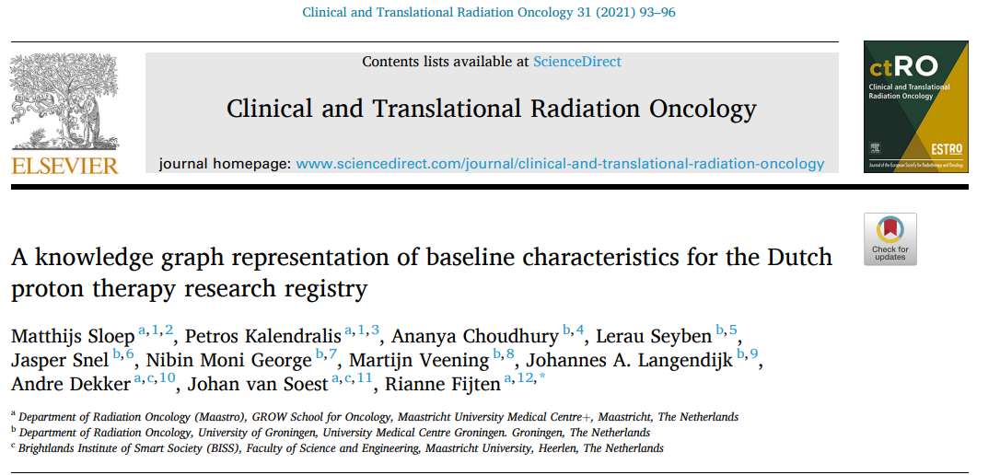 Clinical and Translational Radiation Oncology 31 (2021) 93–96
Contents lists available at ScienceDirect
Clinical and Translational Radiation Oncology
journal homepage: www.sciencedirect.com/journal/clinical-and-translational-radiation-oncology
ELSEVIER
ctRO
Clinical and Translational
Radiation Oncology
ESTRO
Journal of the European Society for Radiotherapy and Oncology
Check for
updates
A knowledge graph representation of baseline characteristics for the Dutch
proton therapy research registry
Matthijs Sloep a,1,2, Petros Kalendralis a,1,3, Ananya Choudhury b,4, Lerau Seyben b,5,
Jasper Snel b,6, Nibin Moni George b,7, Martijn Veening b,8, Johannes A. Langendijk b,9,
Andre Dekker a,c,10, Johan van Soest a,c,11, Rianne Fijten a,12,*
a Department of Radiation Oncology (Maastro), GROW School for Oncology, Maastricht University Medical Centre+, Maastricht, The Netherlands
b Department of Radiation Oncology, University of Groningen, University Medical Centre Groningen. Groningen, The Netherlands
c Brightlands Institute of Smart Society (BISS), Faculty of Science and Engineering, Maastricht University, Heerlen, The Netherlands